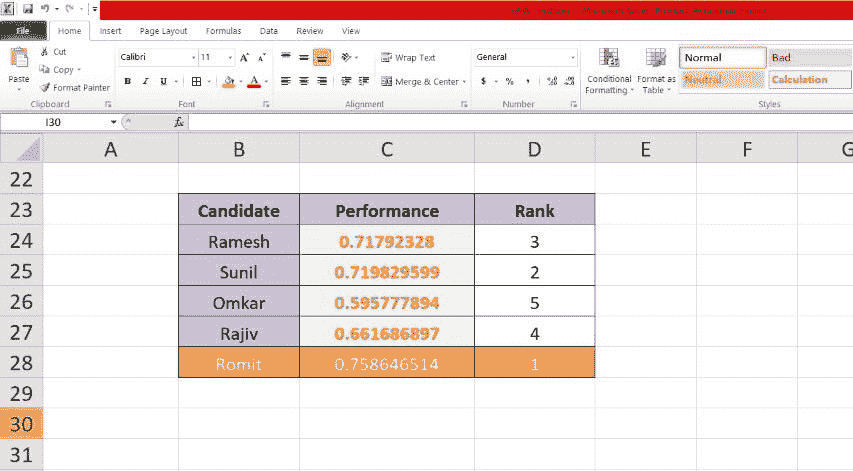 File Home Insert Page Layout Formulas Data Review View
Cut
Copy
Format Painter
Paste
Clipboard
Calibri 11
B I U
Font
Wrap Text
Merge & Center
Alignment
General
$ % ,
Number
Conditional Formatting
Format as Table
Normal Bad
Neutral Calculation
Styles
I30 fx
A B C D E F G
22
23 Candidate Performance Rank
24 Ramesh 0.71792328 3
25 Sunil 0.719829599 2
26 Omkar 0.595777894 5
27 Rajiv 0.661686897 4
28 Romit 0.758646514 1
29
30
31